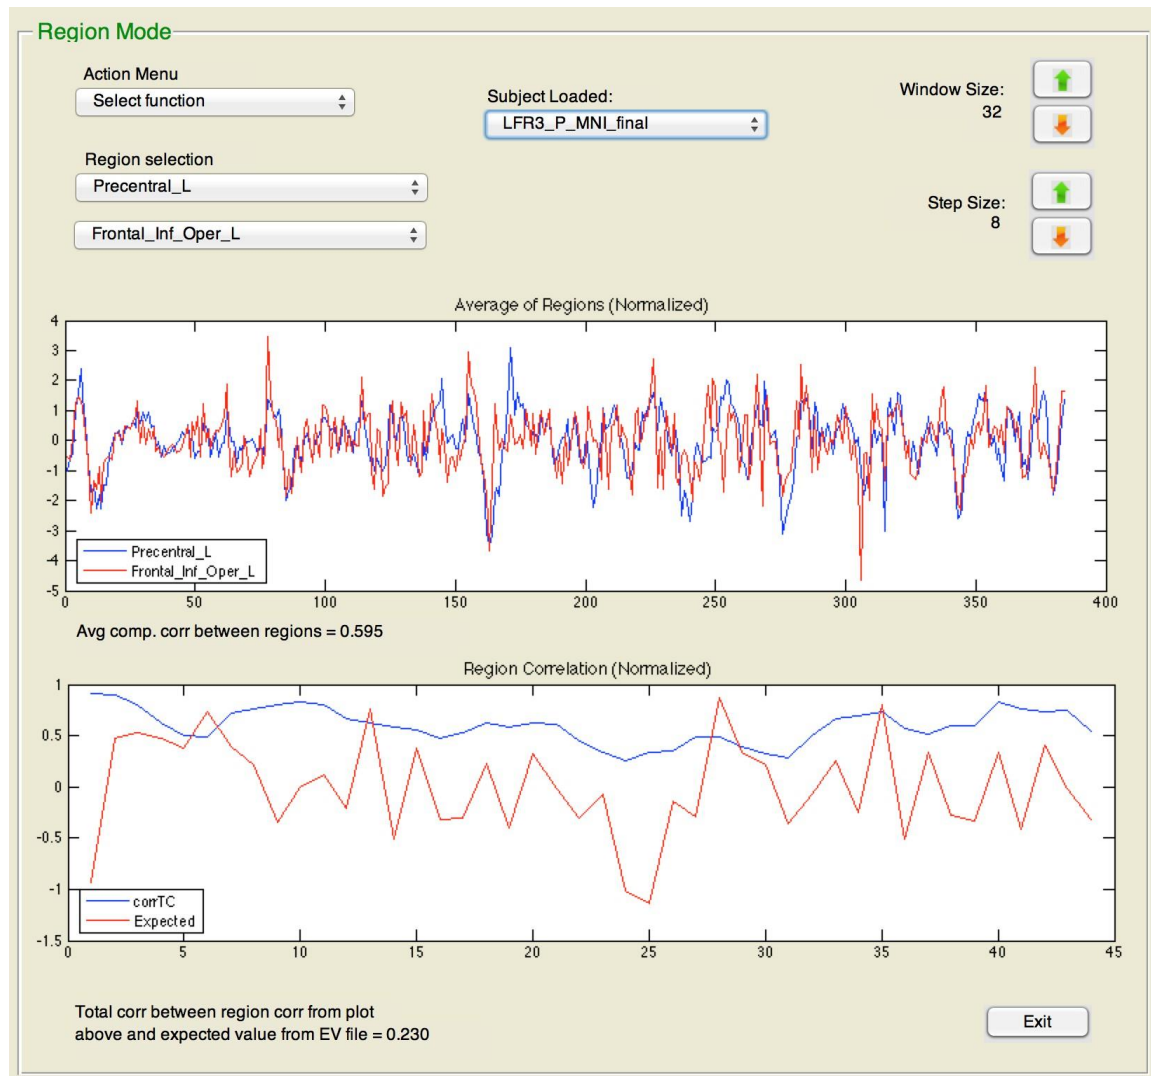 Region Mode
Action Menu
Select function
Subject Loaded:
LFR3_P_MNI_final
Window Size:
32
Region selection
Precentral_L
Frontal_Inf_Oper_L
Step Size:
8
Average of Regions (Normalized)
4
3
2
1
0
-1
-2
-3
-4
-5
Precentral_L
Frontal_Inf_Oper_L
0 50 100 150 200 250 300 350 400
Avg comp. corr between regions = 0.595
Region Correlation (Normalized)
1
0.5
0
-0.5
-1
-1.5
corrTC
Expected
0 5 10 15 20 25 30 35 40 45
Total corr between region corr from plot
above and expected value from EV file = 0.230
Exit